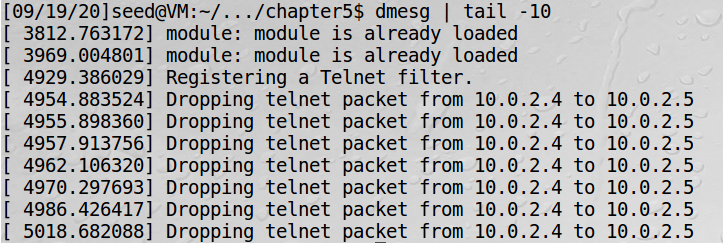 [09/19/20]seed@VM:~/.../chapter5$ dmesg | tail -10
[ 3812.763172] module: module is already loaded
[ 3969.004801] module: module is already loaded
[ 4929.386029] Registering a Telnet filter.
[ 4954.883524] Dropping telnet packet from 10.0.2.4 to 10.0.2.5
[ 4955.898360] Dropping telnet packet from 10.0.2.4 to 10.0.2.5
[ 4957.913756] Dropping telnet packet from 10.0.2.4 to 10.0.2.5
[ 4962.106320] Dropping telnet packet from 10.0.2.4 to 10.0.2.5
[ 4970.297693] Dropping telnet packet from 10.0.2.4 to 10.0.2.5
[ 4986.426417] Dropping telnet packet from 10.0.2.4 to 10.0.2.5
[ 5018.682088] Dropping telnet packet from 10.0.2.4 to 10.0.2.5